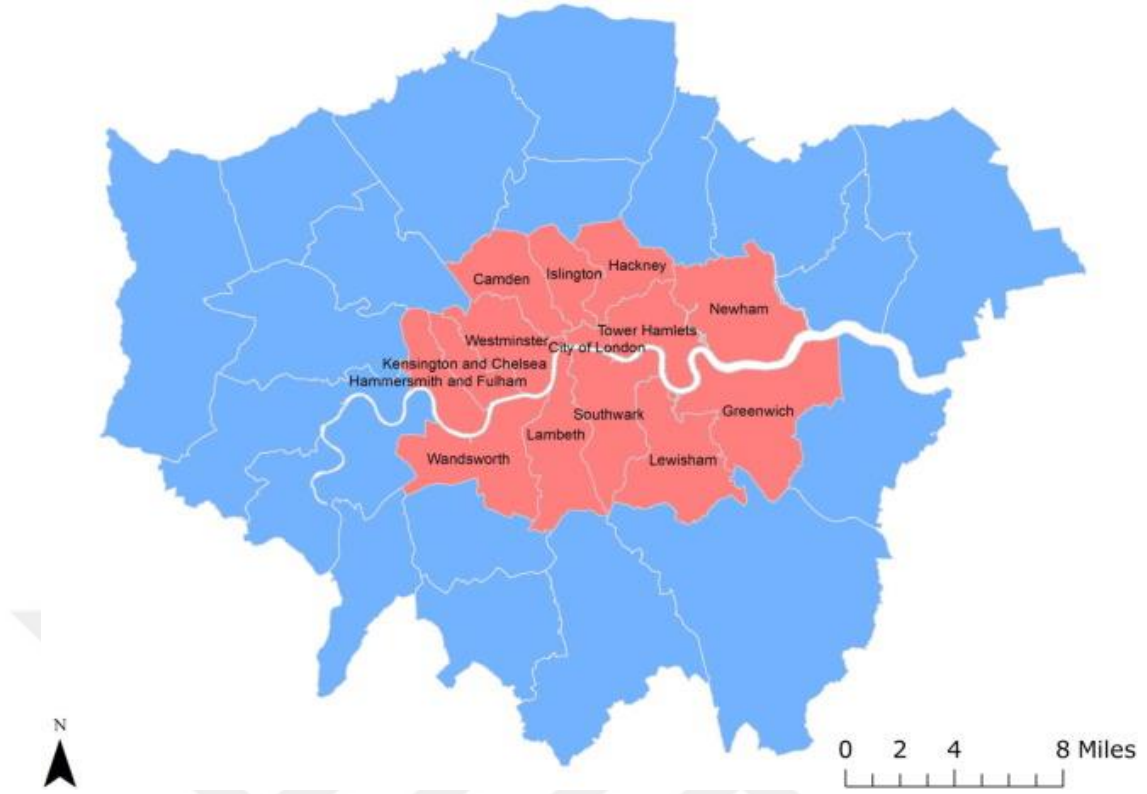 Hackney
Islington
Camden
Newham
Tower Hamlets
Westminster
City of London
Kensington and Chelsea
Hammersmith and Fulham
Greenwich
Southwark
Lambeth
Wandsworth
Lewisham
N
0 2 4 8 Miles